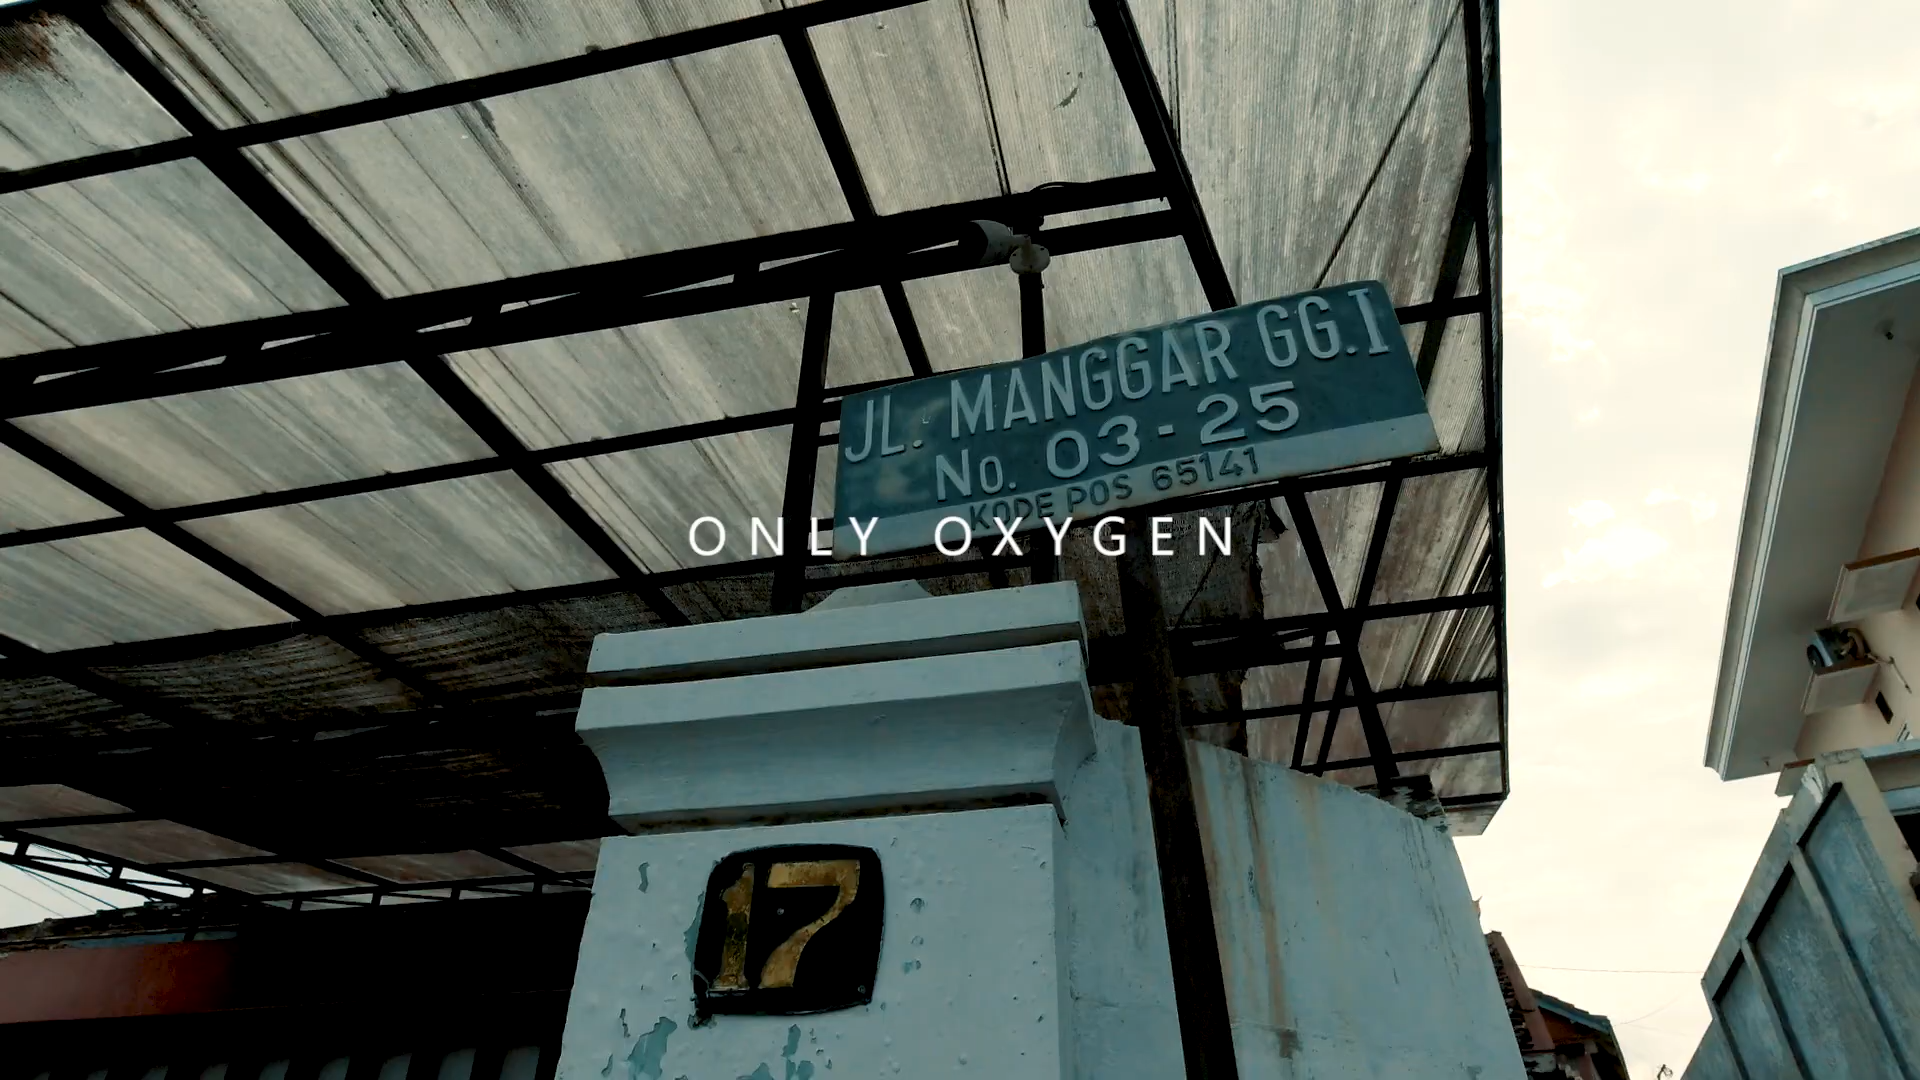 JL. MANGGAR GG.I
No. 03 - 25
KODE POS 65141
ONLY OXYGEN
17